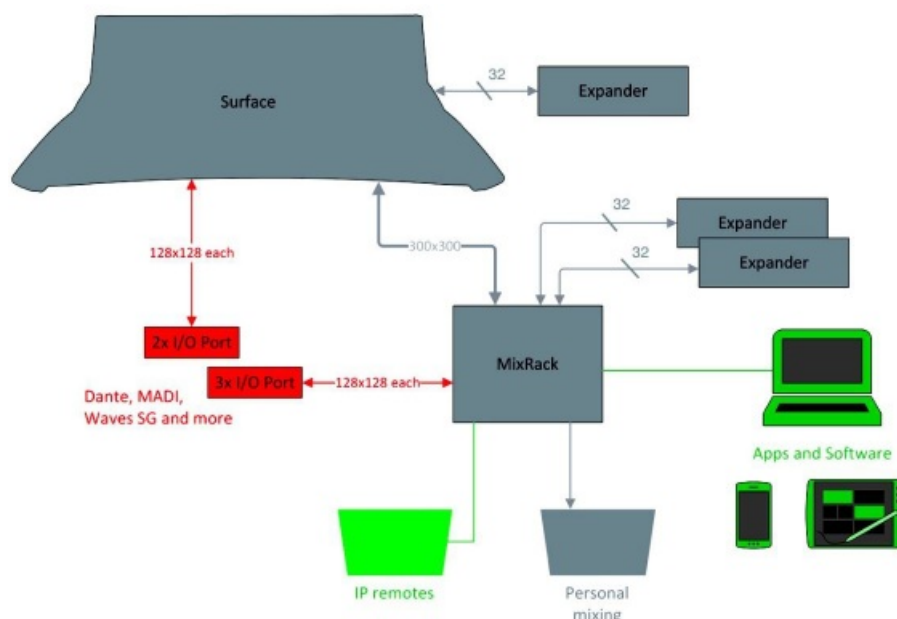 Surface
32
Expander
32
Expander
128x128 each
300x300
32
Expander
2x I/O Port
MixRack
3x I/O Port
128x128 each
Dante, MADI,
Waves SG and more
Apps and Software
IP remotes
Personal
mixing